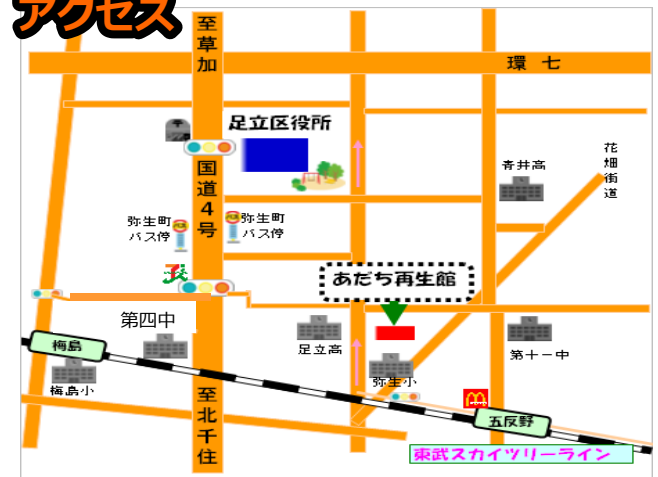 アクセス
至草加
環七
足立区役所
国道4号
花畑街道
青井高
弥生町
バス停
弥生町
バス停
あだち再生館
第四中
足立高
第十一中
梅島
梅島小
弥生小
至北千住
五反野
東武スカイツリーライン